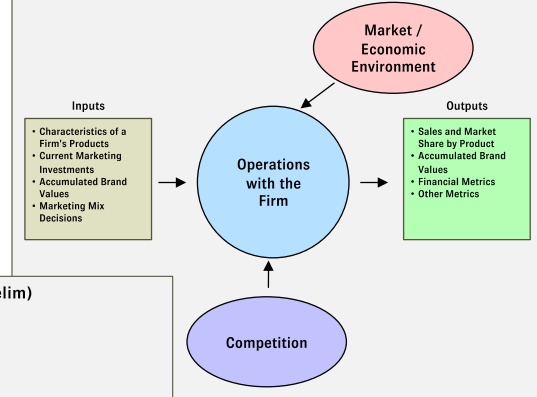 Market /
Economic
Environment
Inputs
• Characteristics of a
Firm's Products
• Current Marketing
Investments
• Accumulated Brand
Values
• Marketing Mix
Decisions
Operations
with the
Firm
Outputs
• Sales and Market
Share by Product
• Accumulated Brand
Values
• Financial Metrics
• Other Metrics
elim)
Competition